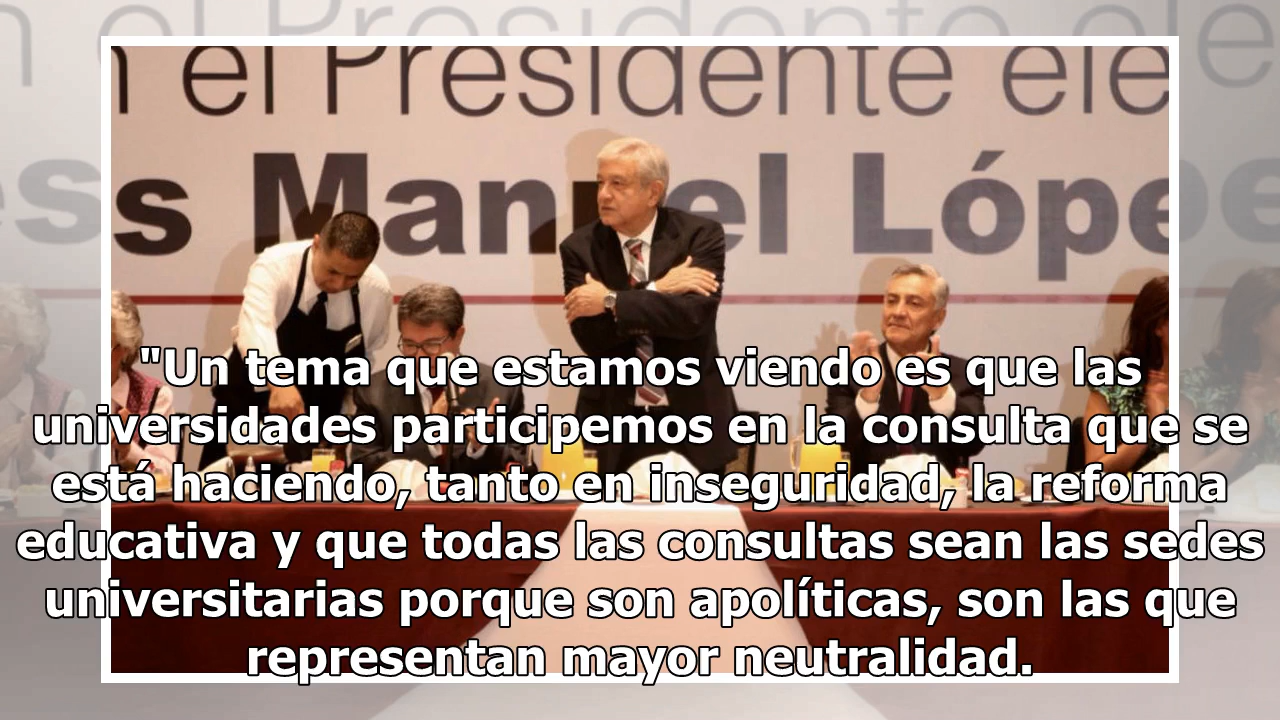 n el Presidente ele
s Manuel Lópe
"Un tema que estamos viendo es que las
universidades participemos en la consulta que se
está haciendo, tanto en inseguridad, la reforma
educativa y que todas las consultas sean las sedes
universitarias porque son apolíticas, son las que
representan mayor neutralidad.